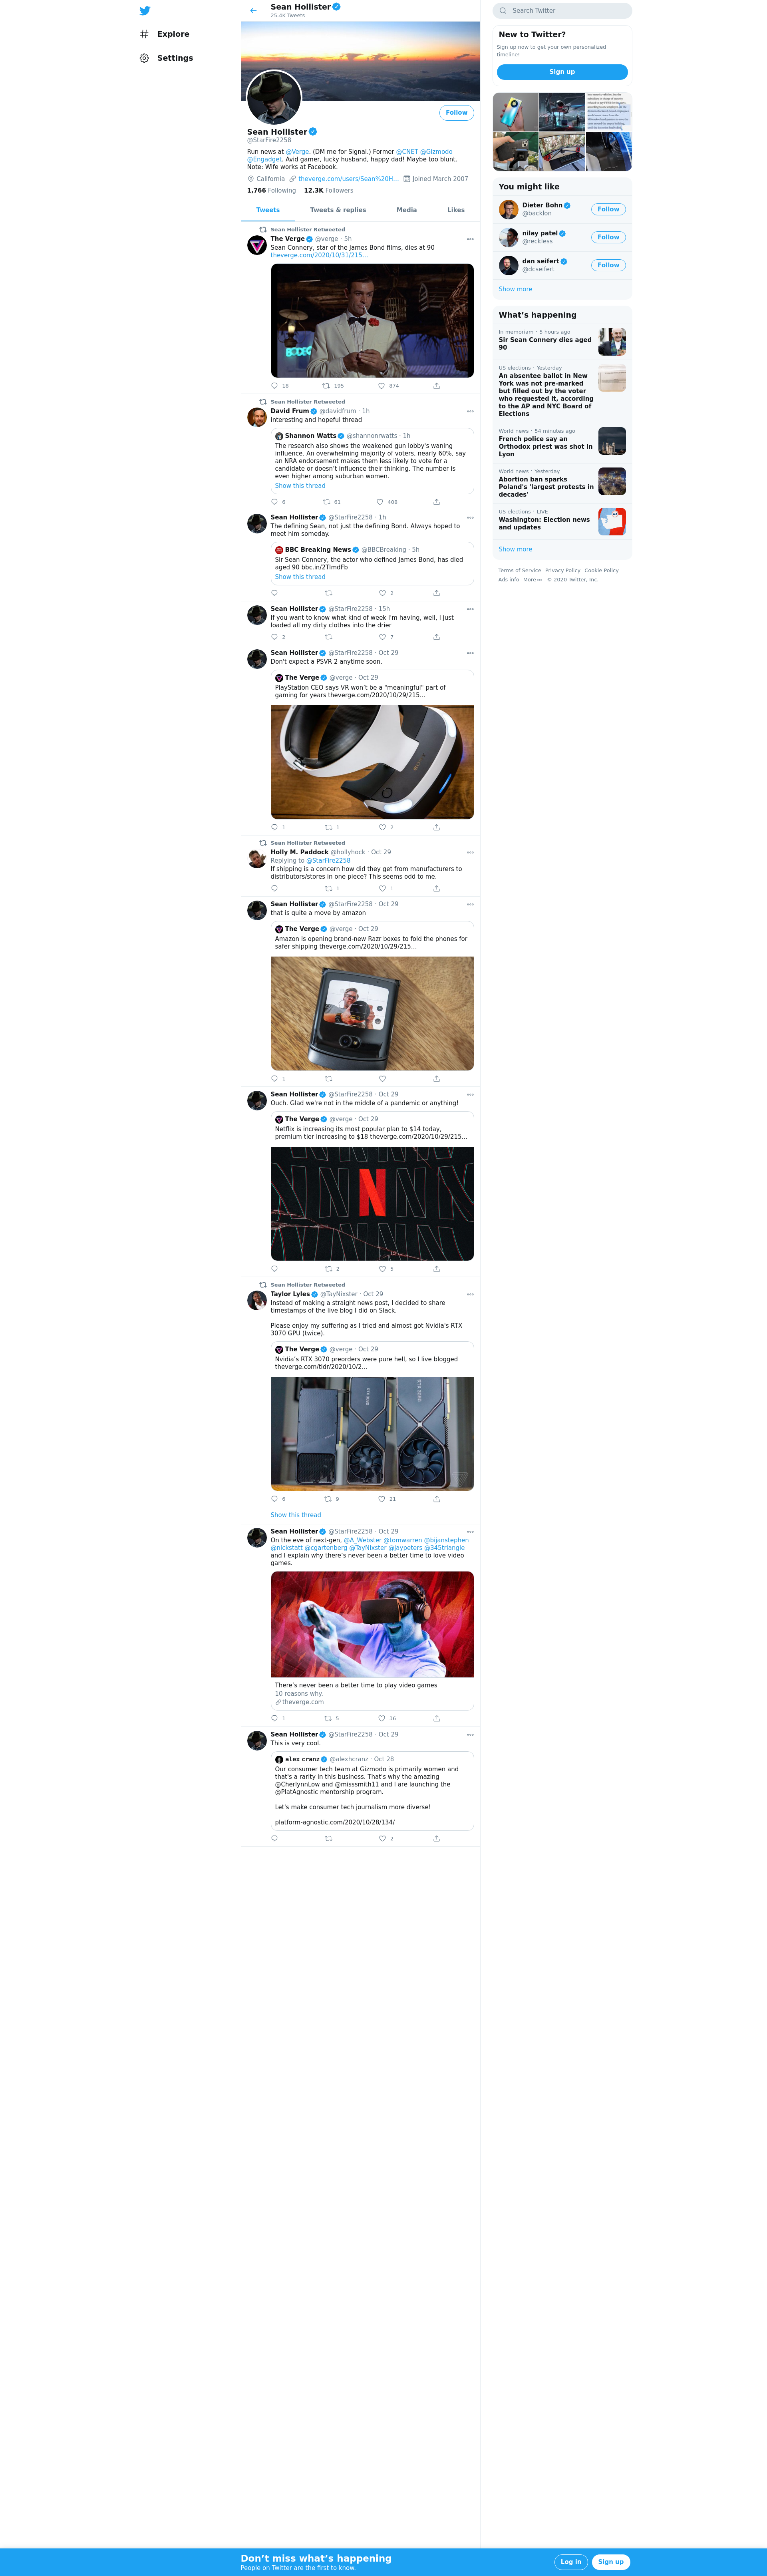 Explore
Settings
Sean Hollister
25.4K Tweets
Follow
Sean Hollister
@StarFire2258
Run news at @Verge. (DM me for Signal.) Former @CNET @Gizmodo
@Engadget. Avid gamer, lucky husband, happy dad! Maybe too blunt.
Note: Wife works at Facebook.
California theverge.com/users/Sean%20H… Joined March 2007
1,766 Following 12.3K Followers
Tweets Tweets & replies Media Likes
Sean Hollister Retweeted
The Verge @verge · 5h
Sean Connery, star of the James Bond films, dies at 90
theverge.com/2020/10/31/215…
18 195 874
Sean Hollister Retweeted
David Frum @davidfrum · 1h
interesting and hopeful thread
Shannon Watts @shannonrwatts · 1h
The research also shows the weakened gun lobby's waning
influence. An overwhelming majority of voters, nearly 60%, say
an NRA endorsement makes them less likely to vote for a
candidate or doesn't influence their thinking. The number is
even higher among suburban women.
Show this thread
6 61 408
Sean Hollister @StarFire2258 · 1h
The defining Sean, not just the defining Bond. Always hoped to
meet him someday.
BBC Breaking News @BBCBreaking · 5h
Sir Sean Connery, the actor who defined James Bond, has died
aged 90 bbc.in/2TImdFb
Show this thread
2
Sean Hollister @StarFire2258 · 15h
If you want to know what kind of week I'm having, well, I just
loaded all my dirty clothes into the drier
2 7
Sean Hollister @StarFire2258 · Oct 29
Don't expect a PSVR 2 anytime soon.
The Verge @verge · Oct 29
PlayStation CEO says VR won't be a "meaningful" part of
gaming for years theverge.com/2020/10/29/215…
1 1 2
Sean Hollister Retweeted
Holly M. Paddock @hollyhock · Oct 29
Replying to @StarFire2258
If shipping is a concern how did they get from manufacturers to
distributors/stores in one piece? This seems odd to me.
1 1
Sean Hollister @StarFire2258 · Oct 29
that is quite a move by amazon
The Verge @verge · Oct 29
Amazon is opening brand-new Razr boxes to fold the phones for
safer shipping theverge.com/2020/10/29/215…
1
Sean Hollister @StarFire2258 · Oct 29
Ouch. Glad we're not in the middle of a pandemic or anything!
The Verge @verge · Oct 29
Netflix is increasing its most popular plan to $14 today,
premium tier increasing to $18 theverge.com/2020/10/29/215…
2 5
Sean Hollister Retweeted
Taylor Lyles @TayNixster · Oct 29
Instead of making a straight news post, I decided to share
timestamps of the live blog I did on Slack.
Please enjoy my suffering as I tried and almost got Nvidia's RTX
3070 GPU (twice).
The Verge @verge · Oct 29
Nvidia's RTX 3070 preorders were pure hell, so I live blogged
theverge.com/tldr/2020/10/2…
6 9 21
Show this thread
Sean Hollister @StarFire2258 · Oct 29
On the eve of next-gen, @A_Webster @tomwarren @bijanstephen
@nickstatt @cgartenberg @TayNixster @jaypeters @345triangle
and I explain why there's never been a better time to love video
games.
There's never been a better time to play video games
10 reasons why.
theverge.com
1 5 36
Sean Hollister @StarFire2258 · Oct 29
This is very cool.
alex cranz @alexhcranz · Oct 28
Our consumer tech team at Gizmodo is primarily women and
that's a rarity in this business. That's why the amazing
@CherlynnLow and @misssmith11 and I are launching the
@PlatAgnostic mentorship program.
Let's make consumer tech journalism more diverse!
platform-agnostic.com/2020/10/28/134/
2
Search Twitter
New to Twitter?
Sign up now to get your own personalized
timeline!
Sign up
You might like
Dieter Bohn
@backlon
Follow
nilay patel
@reckless
Follow
dan seifert
@dcseifert
Follow
Show more
What's happening
In memoriam · 5 hours ago
Sir Sean Connery dies aged
90
US elections · Yesterday
An absentee ballot in New
York was not pre-marked
but filled out by the voter
who requested it, according
to the AP and NYC Board of
Elections
World news · 54 minutes ago
French police say an
Orthodox priest was shot in
Lyon
World news · Yesterday
Abortion ban sparks
Poland's 'largest protests in
decades'
US elections · LIVE
Washington: Election news
and updates
Show more
Terms of Service Privacy Policy Cookie Policy
Ads info More © 2020 Twitter, Inc.
Don't miss what's happening
People on Twitter are the first to know.
Log in Sign up